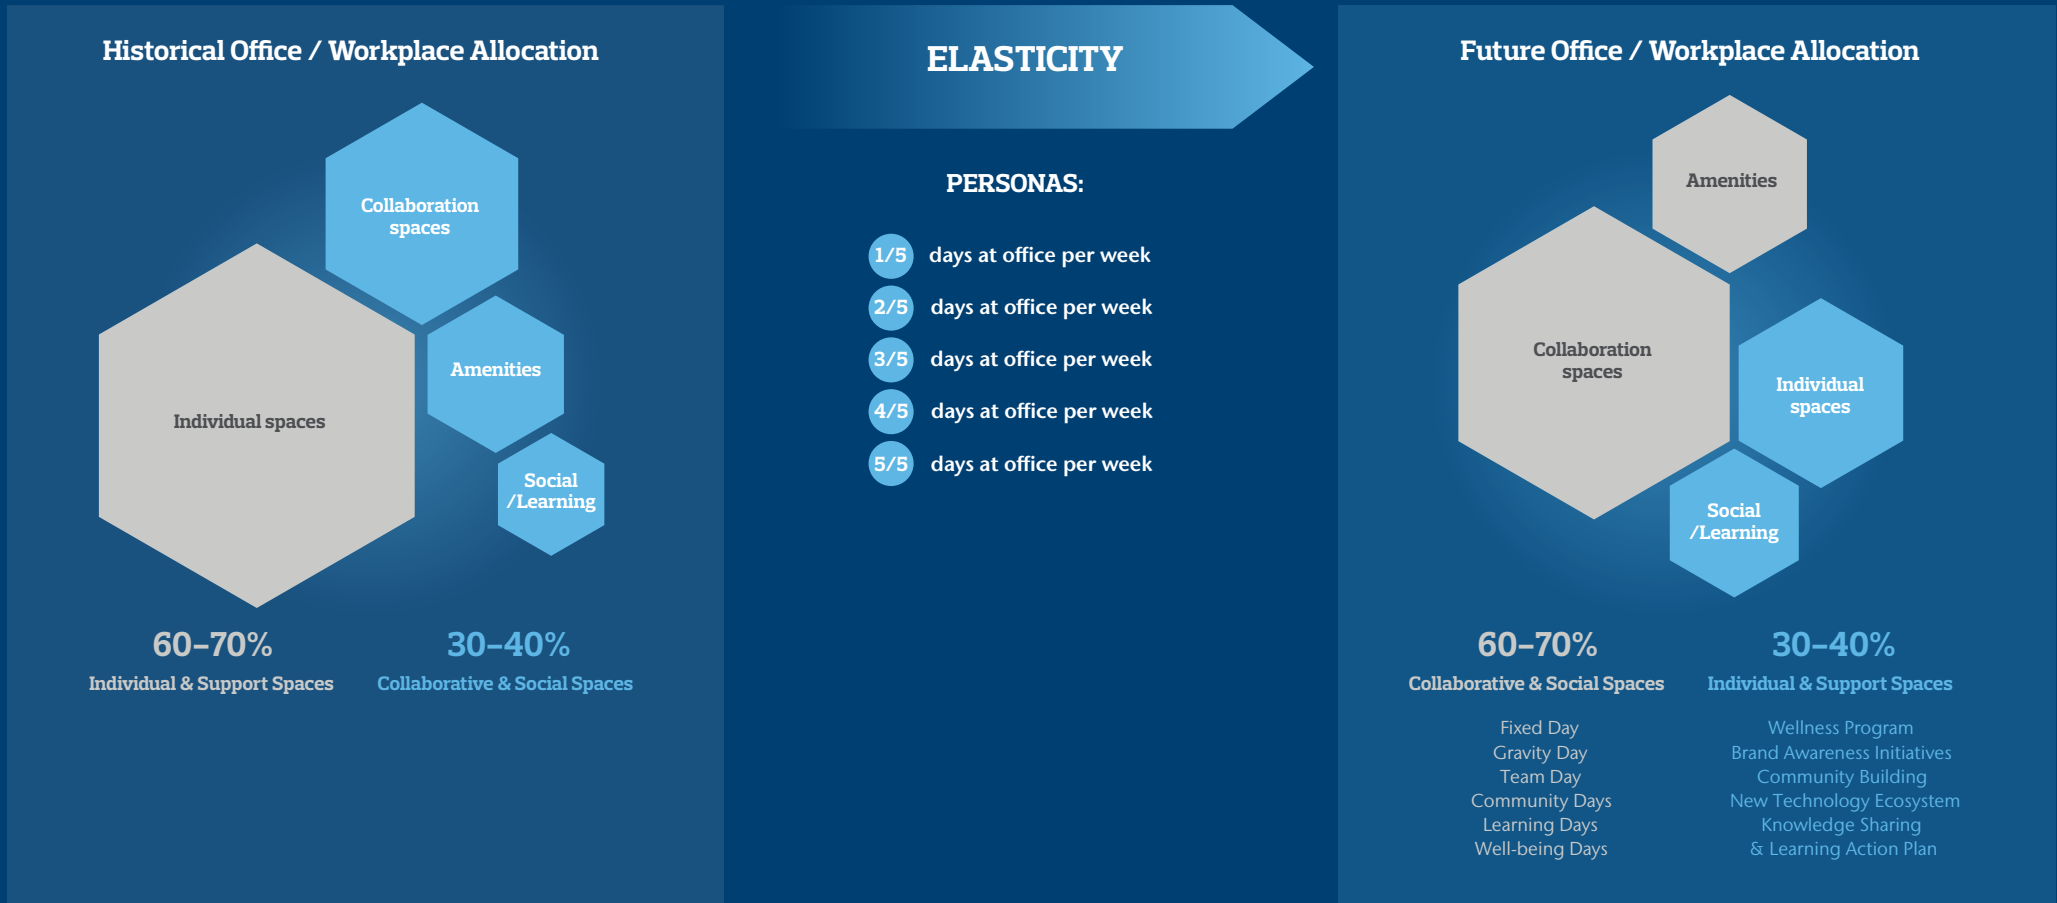 Historical Office / Workplace Allocation
Collaboration
spaces
Amenities
Individual spaces
Social
/Learning
60–70%
Individual & Support Spaces
30–40%
Collaborative & Social Spaces
ELASTICITY
PERSONAS:
1/5 days at office per week
2/5 days at office per week
3/5 days at office per week
4/5 days at office per week
5/5 days at office per week
Future Office / Workplace Allocation
Amenities
Collaboration
spaces
Individual
spaces
Social
/Learning
60–70%
Collaborative & Social Spaces
Fixed Day
Gravity Day
Team Day
Community Days
Learning Days
Well-being Days
30–40%
Individual & Support Spaces
Wellness Program
Brand Awareness Initiatives
Community Building
New Technology Ecosystem
Knowledge Sharing
& Learning Action Plan